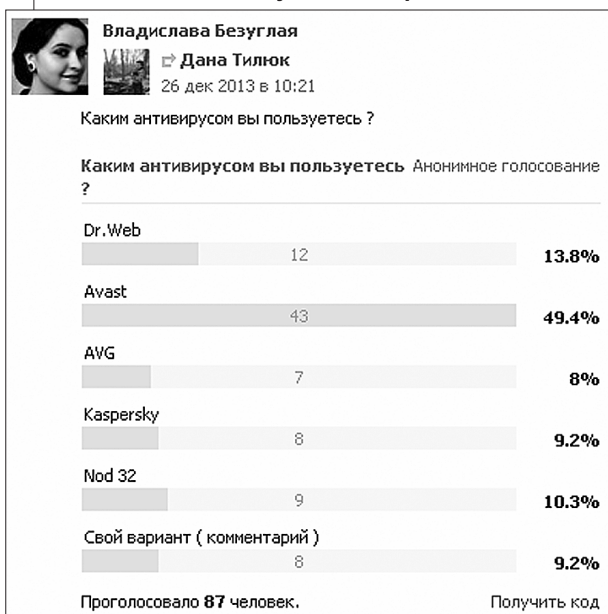 Владислава Безуглая
Дана Тилюк
26 дек 2013 в 10:21
Каким антивирусом вы пользуетесь ?
Каким антивирусом вы пользуетесь Анонимное голосование
?
Dr.Web
12 13.8%
Avast
43 49.4%
AVG
7 8%
Kaspersky
8 9.2%
Nod 32
9 10.3%
Свой вариант ( комментарий )
8 9.2%
Проголосовало 87 человек. Получить код